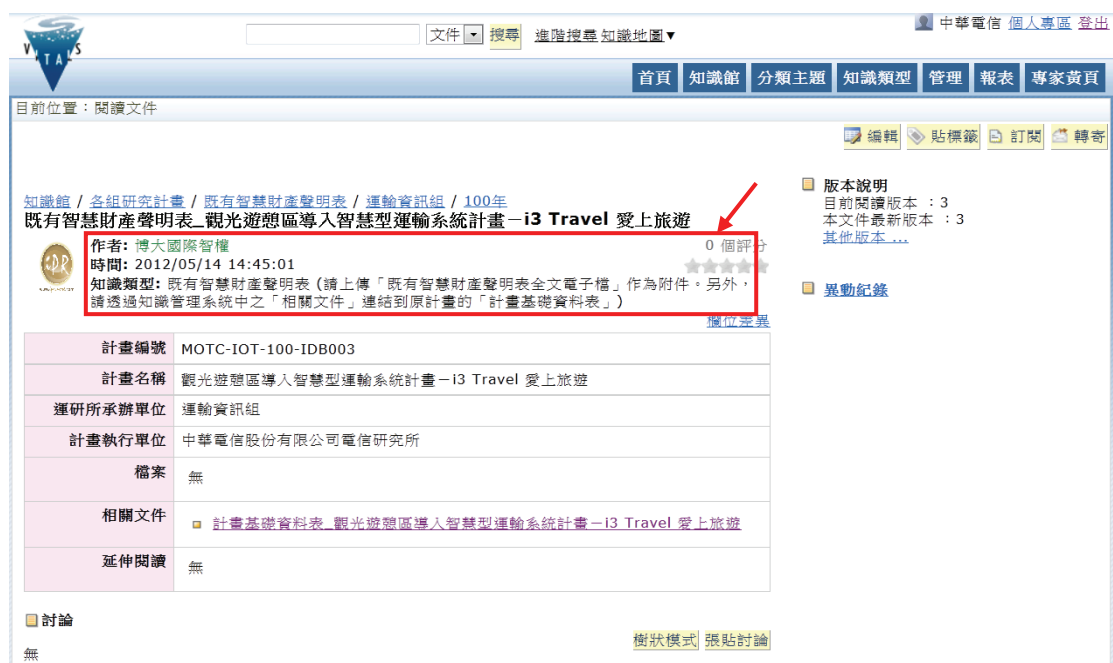 VITALS
文件 搜尋 進階搜尋 知識地圖▼
中華電信 個人專區 登出
首頁 知識館 分類主題 知識類型 管理 報表 專家黃頁
目前位置：閱讀文件
編輯 貼標籤 訂閱 轉寄
知識館 / 各組研究計畫 / 既有智慧財產聲明表 / 運輸資訊組 / 100年
既有智慧財產聲明表_觀光遊憩區導入智慧型運輸系統計畫－i3 Travel 愛上旅遊
作者: 博大國際智權
0 個評分
時間: 2012/05/14 14:45:01
知識類型: 既有智慧財產聲明表 (請上傳「既有智慧財產聲明表全文電子檔」作為附件。另外，
請透過知識管理系統中之「相關文件」連結到原計畫的「計畫基礎資料表」)
欄位差異
版本說明
目前閱讀版本 ：3
本文件最新版本 ：3
其他版本 ...
異動紀錄
計畫編號 MOTC-IOT-100-IDB003
計畫名稱 觀光遊憩區導入智慧型運輸系統計畫－i3 Travel 愛上旅遊
運研所承辦單位 運輸資訊組
計畫執行單位 中華電信股份有限公司電信研究所
檔案 無
相關文件 計畫基礎資料表_觀光遊憩區導入智慧型運輸系統計畫－i3 Travel 愛上旅遊
延伸閱讀 無
討論
樹狀模式 張貼討論
無